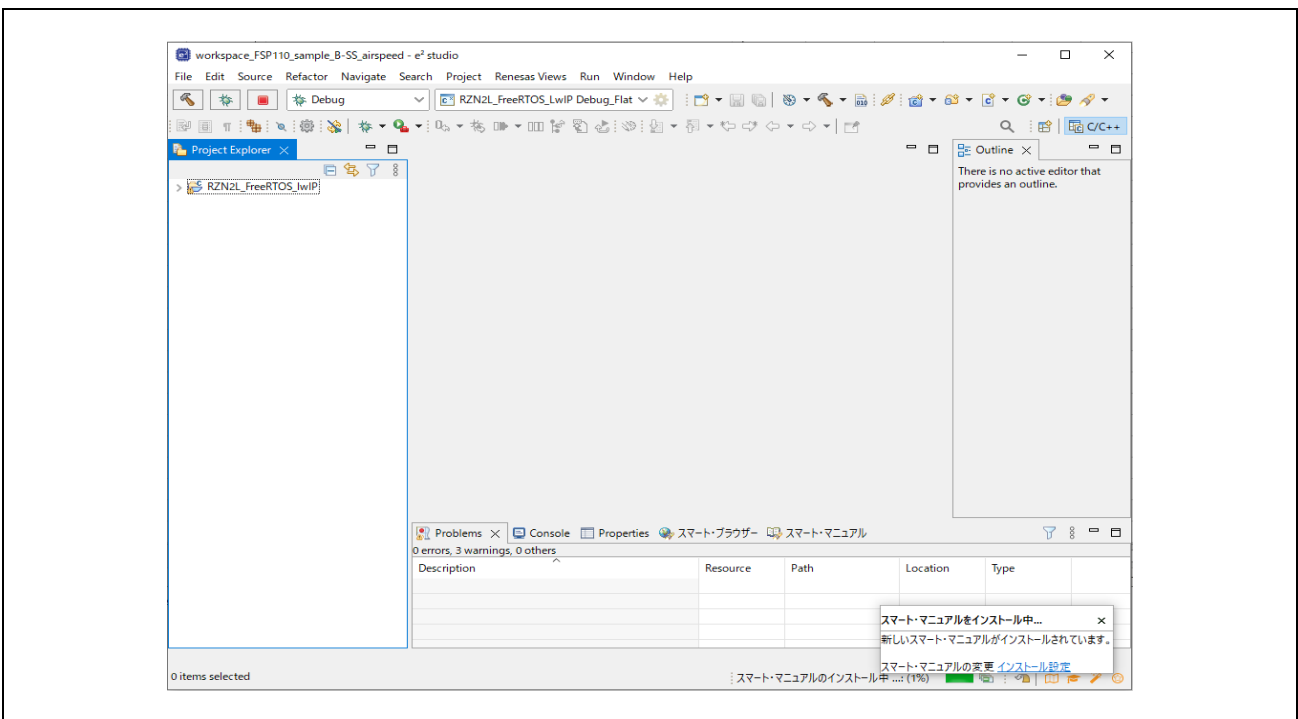 workspace_FSP110_sample_B-SS_airspeed - e² studio
File Edit Source Refactor Navigate Search Project Renesas Views Run Window Help
Debug RZN2L_FreeRTOS_LwIP Debug_Flat
C/C++
Project Explorer
Outline
RZN2L_FreeRTOS_lwIP
There is no active editor that
provides an outline.
Problems Console Properties スマート・ブラウザー スマート・マニュアル
0 errors, 3 warnings, 0 others
Description Resource Path Location Type
スマート・マニュアルをインストール中...
新しいスマート・マニュアルがインストールされています。
スマート・マニュアルの変更 インストール設定
0 items selected
スマート・マニュアルのインストール中 ...: (1%)